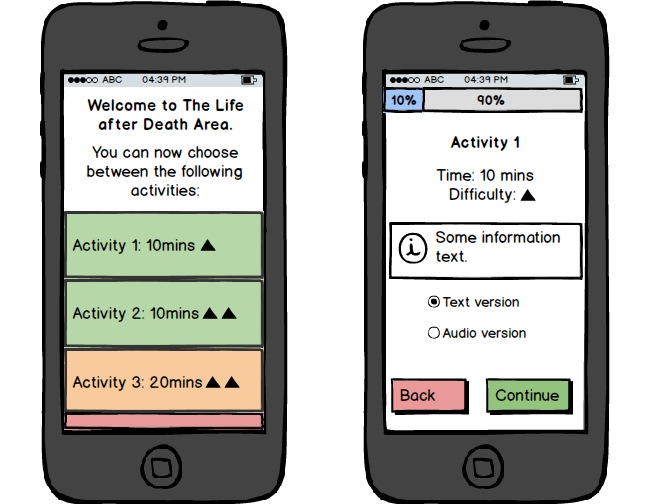 ABC 04:39 PM
Welcome to The Life
after Death Area.
You can now choose
between the following
activities:
Activity 1: 10mins
Activity 2: 10mins
Activity 3: 20mins
ABC 04:39 PM
10% 90%
Activity 1
Time: 10 mins
Difficulty:
i Some information
text.
Text version
Audio version
Back Continue